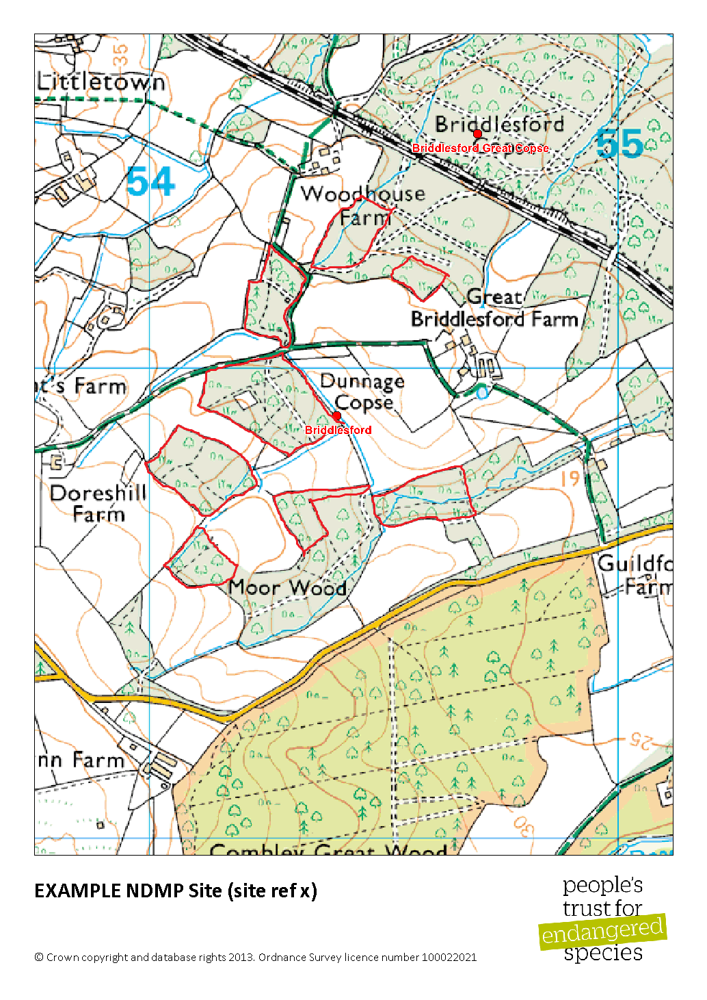 35
Littletown
Briddlesford
Briddlesford Great Copse
55
54
Woodhouse
Farm
Great
Briddlesford Farm
t's Farm
Dunnage
Copse
Briddlesford
Doreshill
Farm
19
Guildfo
Farm
Moor Wood
25
nn Farm
30
Combley Great Wood
EXAMPLE NDMP Site (site ref x)
people's
trust for
endangered
species
© Crown copyright and database rights 2013. Ordnance Survey licence number 100022021